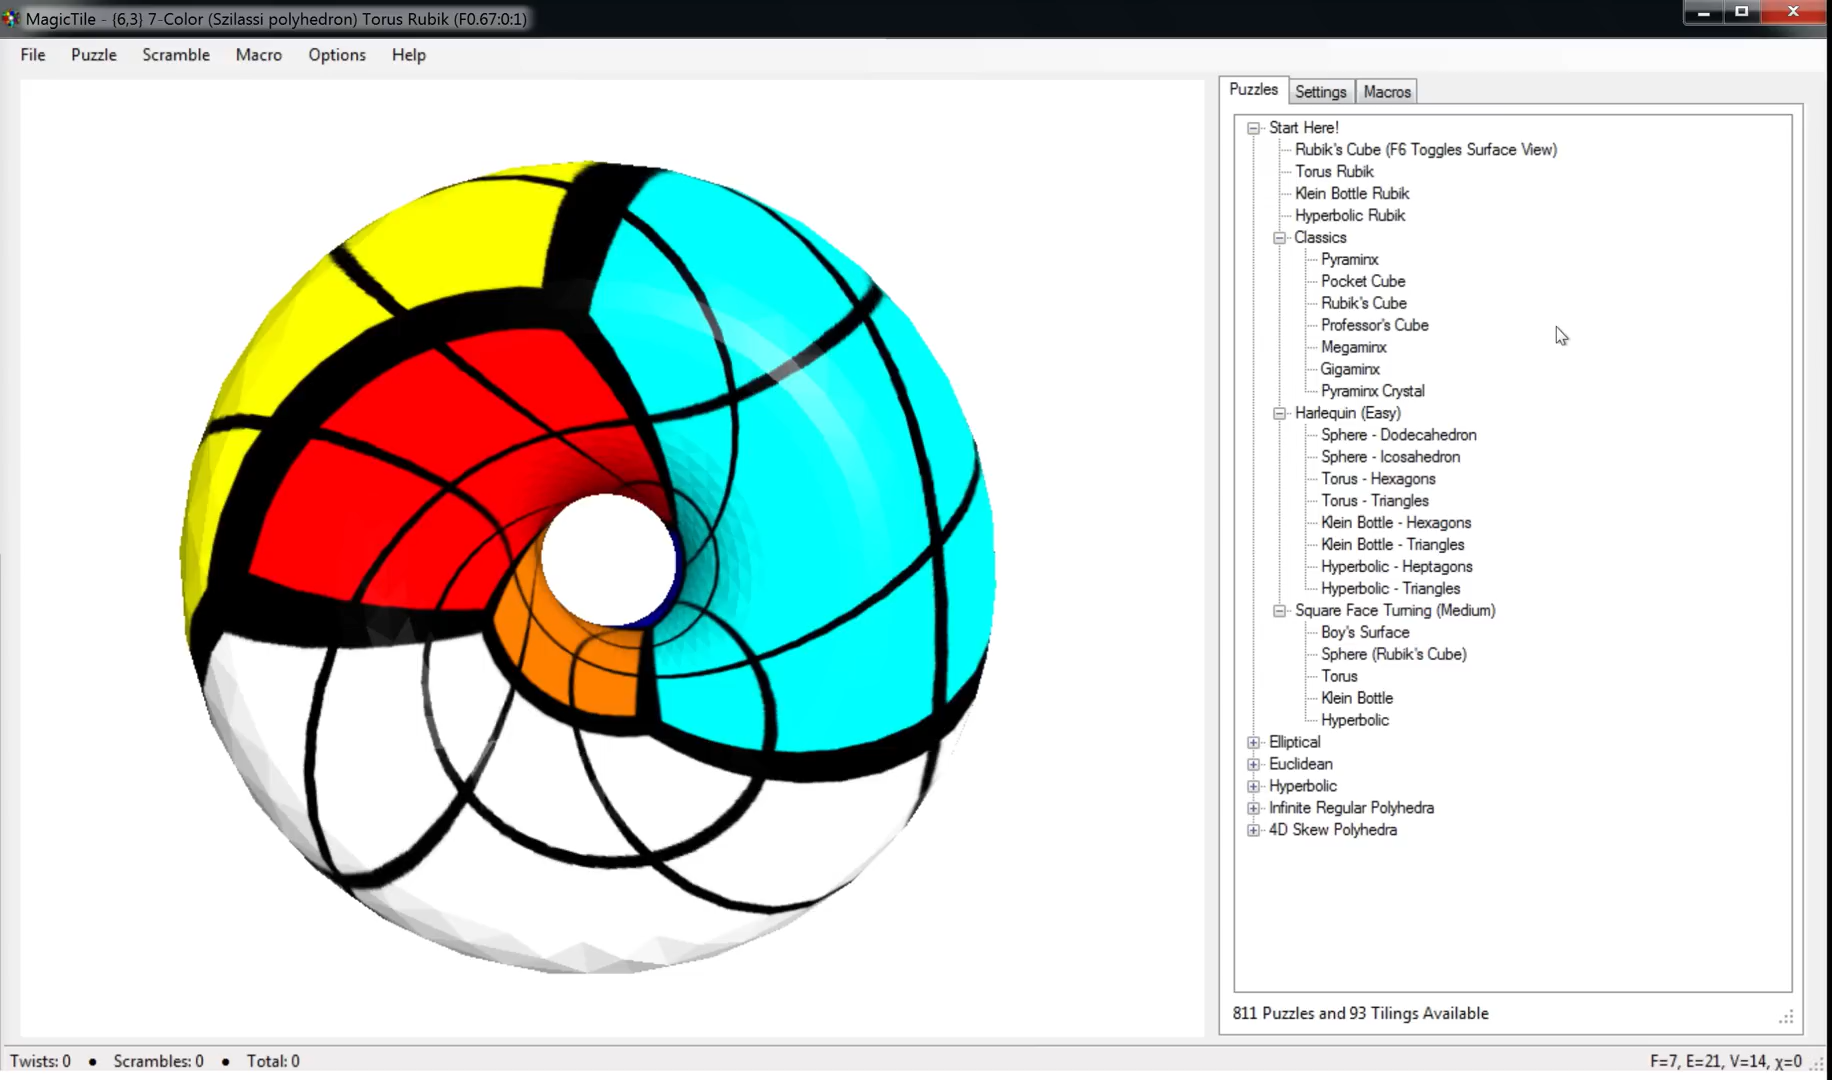 MagicTile - {6,3} 7-Color (Szilassi polyhedron) Torus Rubik (F0.67:0:1)
File Puzzle Scramble Macro Options Help
Puzzles Settings Macros
Start Here!
Rubik's Cube (F6 Toggles Surface View)
Torus Rubik
Klein Bottle Rubik
Hyperbolic Rubik
Classics
Pyraminx
Pocket Cube
Rubik's Cube
Professor's Cube
Megaminx
Gigaminx
Pyraminx Crystal
Harlequin (Easy)
Sphere - Dodecahedron
Sphere - Icosahedron
Torus - Hexagons
Torus - Triangles
Klein Bottle - Hexagons
Klein Bottle - Triangles
Hyperbolic - Heptagons
Hyperbolic - Triangles
Square Face Turning (Medium)
Boy's Surface
Sphere (Rubik's Cube)
Torus
Klein Bottle
Hyperbolic
Elliptical
Euclidean
Hyperbolic
Infinite Regular Polyhedra
4D Skew Polyhedra
811 Puzzles and 93 Tilings Available
Twists: 0 • Scrambles: 0 • Total: 0
F=7, E=21, V=14, χ=0